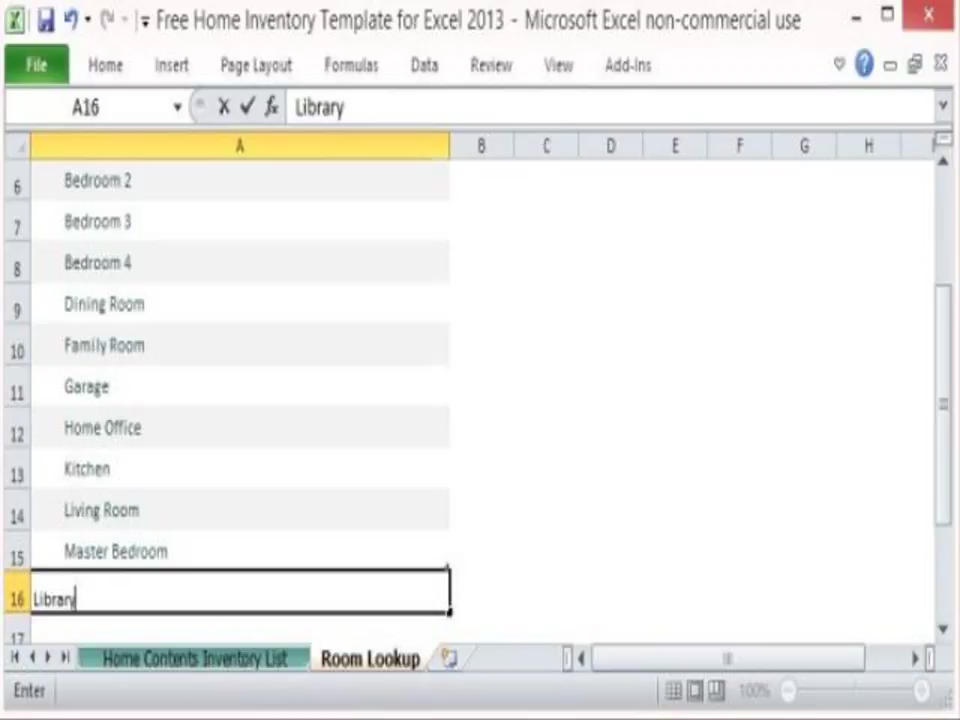 Free Home Inventory Template for Excel 2013 - Microsoft Excel non-commercial use
File Home Insert Page Layout Formulas Data Review View Add-Ins
A16 fx Library
A B C D E F G H
6 Bedroom 2
7 Bedroom 3
8 Bedroom 4
9 Dining Room
10 Family Room
11 Garage
12 Home Office
13 Kitchen
14 Living Room
15 Master Bedroom
16 Library
17
Home Contents Inventory List Room Lookup
Enter 100%